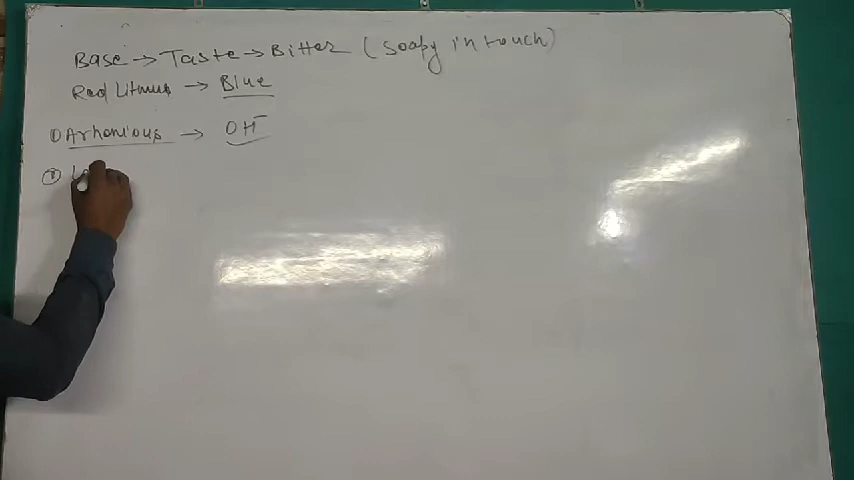 Base → Taste → Bitter (Soapy in touch)
Red Litmus → Blue
① Arhenious → OH⁻
② L